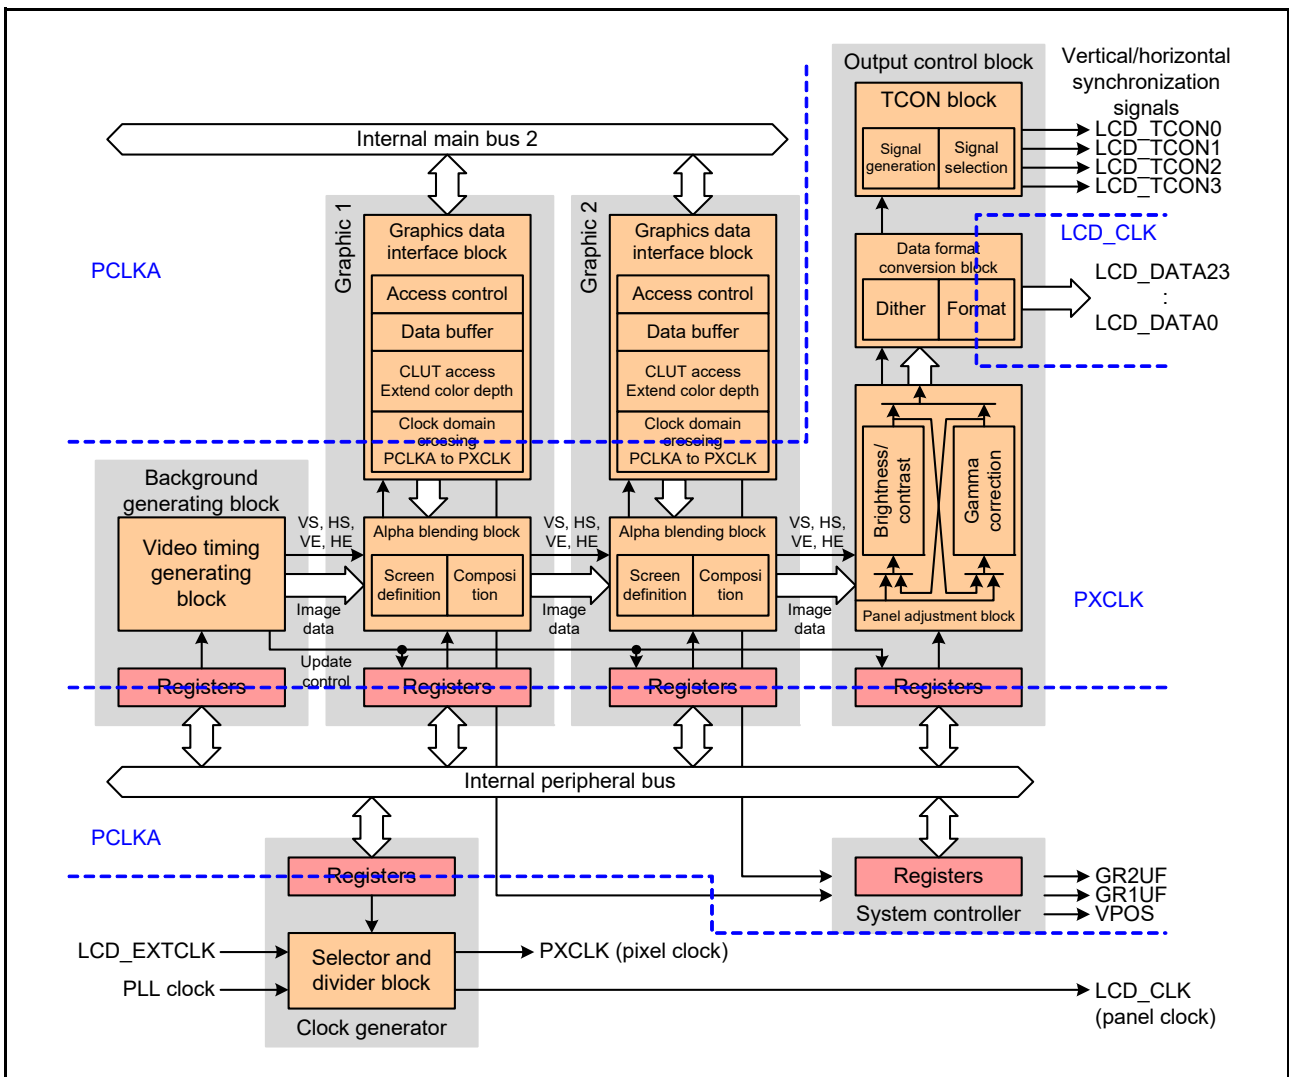 Output control block
Vertical/horizontal
synchronization
signals
TCON block
Signal
generation
Signal
selection
LCD_TCON0
LCD_TCON1
LCD_TCON2
LCD_TCON3
Internal main bus 2
PCLKA
Graphic 1
Graphics data
interface block
Access control
Data buffer
CLUT access
Extend color depth
Clock domain
crossing
PCLKA to PXCLK
Graphic 2
Graphics data
interface block
Access control
Data buffer
CLUT access
Extend color depth
Clock domain
crossing
PCLKA to PXCLK
Data format
conversion block
Dither
Format
LCD_CLK
LCD_DATA23
:
LCD_DATA0
Brightness/
contrast
Gamma
correction
Panel adjustment block
PXCLK
Background
generating block
Video timing
generating
block
VS, HS,
VE, HE
Image
data
Alpha blending block
Screen
definition
Composi
tion
VS, HS,
VE, HE
Image
data
Alpha blending block
Screen
definition
Composi
tion
VS, HS,
VE, HE
Image
data
Update
control
Registers
Registers
Registers
Registers
Internal peripheral bus
PCLKA
Registers
Registers
System controller
GR2UF
GR1UF
VPOS
LCD_EXTCLK
PLL clock
Selector and
divider block
Clock generator
PXCLK (pixel clock)
LCD_CLK
(panel clock)